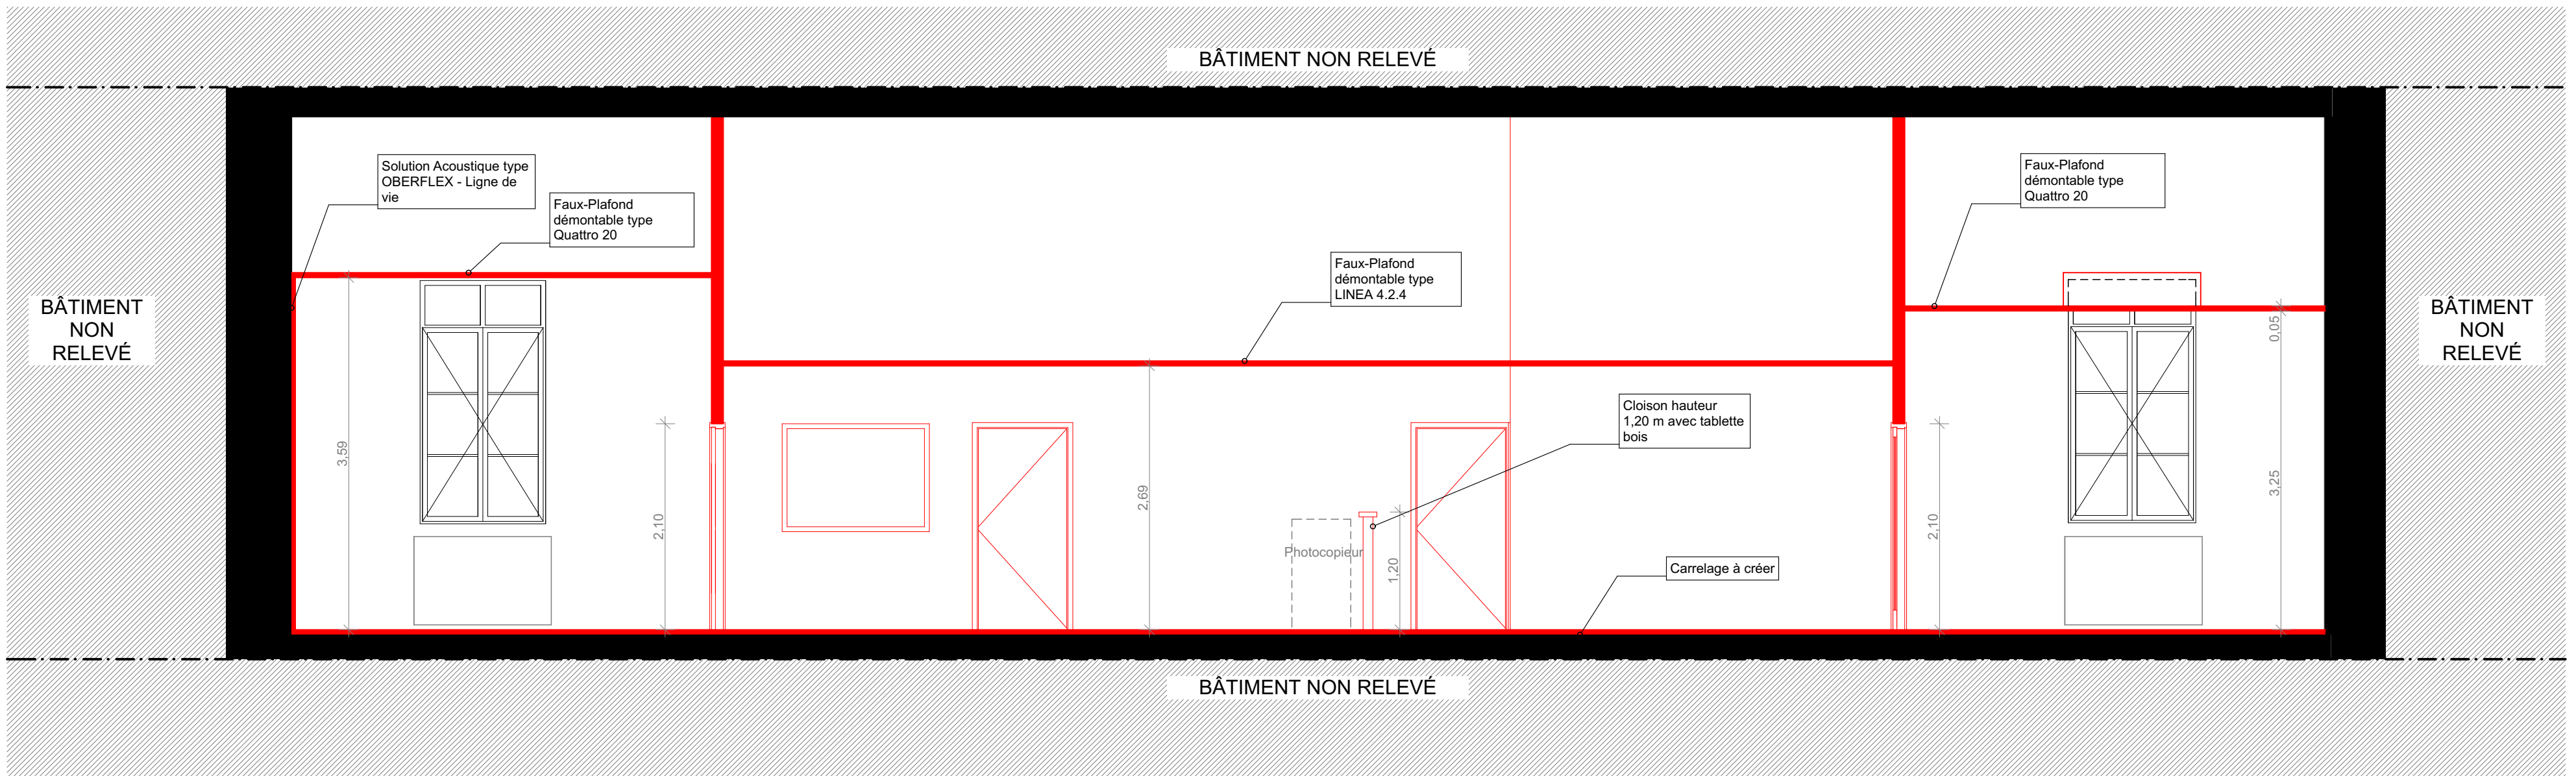 BÂTIMENT NON RELEVÉ
Solution Acoustique type
OBERFLEX - Ligne de
vie
Faux-Plafond
démontable type
Quattro 20
Faux-Plafond
démontable type
LINEA 4.2.4
Faux-Plafond
démontable type
Quattro 20
BÂTIMENT
NON
RELEVÉ
BÂTIMENT
NON
RELEVÉ
Cloison hauteur
1,20 m avec tablette
bois
Photocopieur
Carrelage à créer
3,59
2,10
2,69
1,20
2,10
0,05
3,25
BÂTIMENT NON RELEVÉ